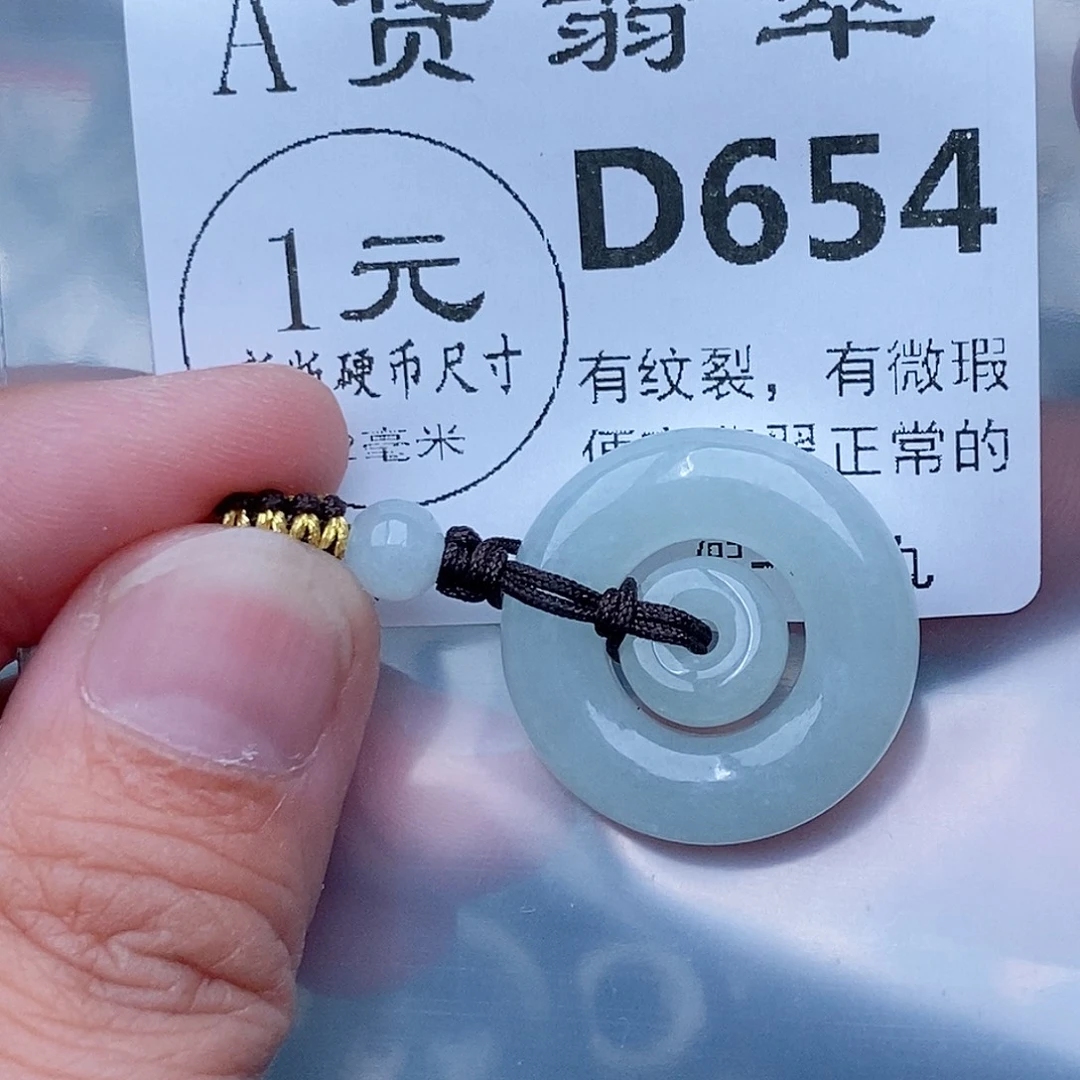 A货翡翠
D654
1元
硬币尺寸
毫米
有纹裂，有微瑕
正常的